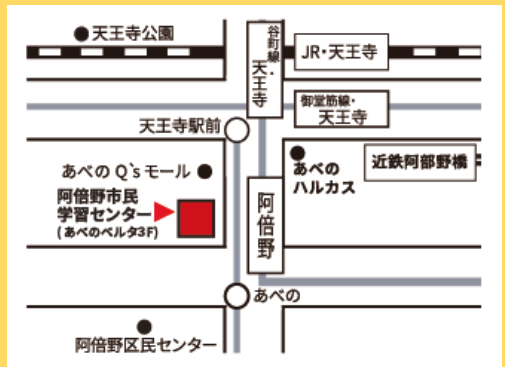 天王寺公園
谷町線・
天王寺
JR・天王寺
御堂筋線・
天王寺
天王寺駅前
あべのQ`sモール
あべの
ハルカス
近鉄阿部野橋
阿倍野市民
学習センター
(あべのベルタ3F)
阿倍野
あべの
阿倍野区民センター